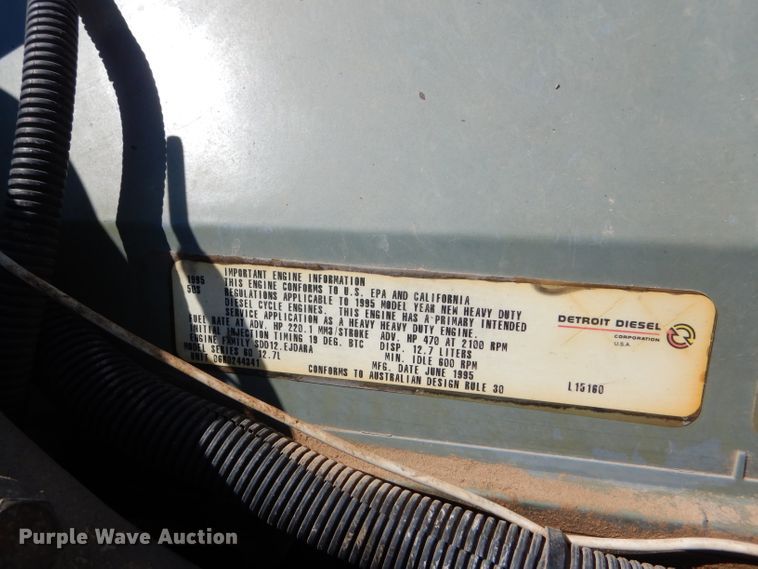 1995 IMPORTANT ENGINE INFORMATION
50S THIS ENGINE CONFORMS TO U.S. EPA AND CALIFORNIA
REGULATIONS APPLICABLE TO 1995 MODEL YEAR NEW HEAVY DUTY
DIESEL CYCLE ENGINES. THIS ENGINE HAS A PRIMARY INTENDED
SERVICE APPLICATION AS A HEAVY HEAVY DUTY ENGINE.
FUEL RATE AT ADV. HP 220.1 MM3/STROKE ADV. HP 470 AT 2100 RPM
INITIAL INJECTION TIMING 19 DEG. BTC DISP. 12.7 LITERS
ENGINE FAMILY SDD12.EJDARA MIN. IDLE 600 RPM
MODEL SERIES 60 12.7L MFG. DATE JUNE 1995
UNIT CONFORMS TO AUSTRALIAN DESIGN RULE 30
DETROIT DIESEL
CORPORATION
U.S.A.
L15160
Purple Wave Auction